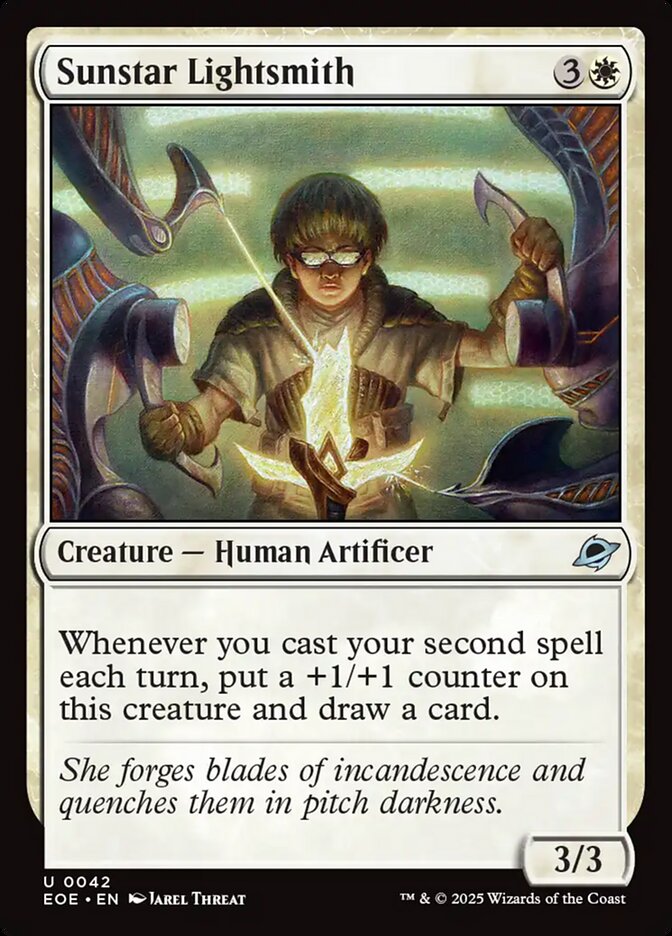 Sunstar Lightsmith
3
Creature — Human Artificer
Whenever you cast your second spell
each turn, put a +1/+1 counter on
this creature and draw a card.
She forges blades of incandescence and
quenches them in pitch darkness.
3/3
U 0042
EOE • EN Jarel Threat
™ & © 2025 Wizards of the Coast